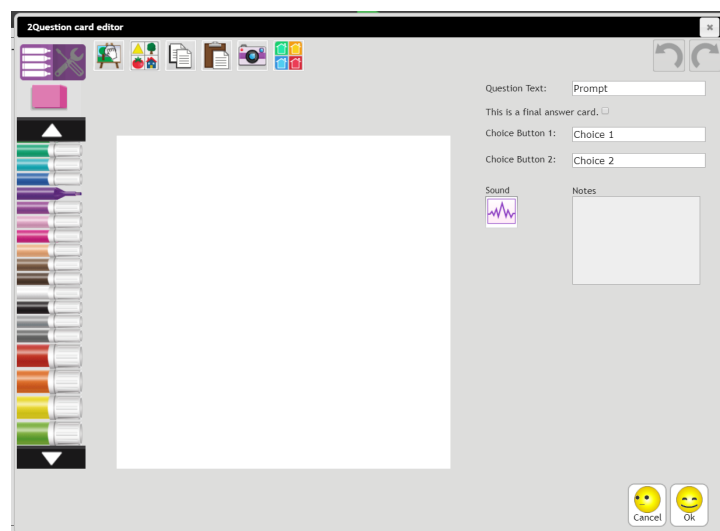 2Question card editor
Question Text: Prompt
This is a final answer card.
Choice Button 1: Choice 1
Choice Button 2: Choice 2
Sound Notes
Cancel Ok